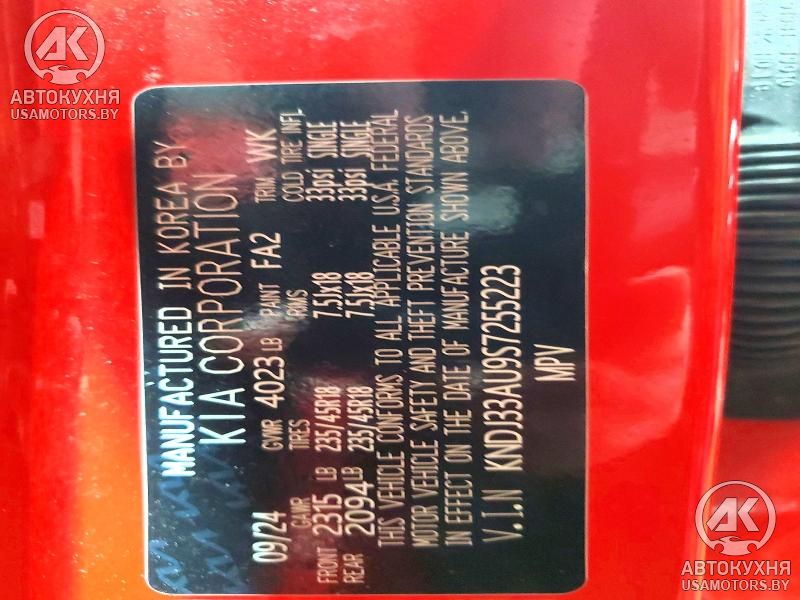 MANUFACTURED IN KOREA BY
KIA CORPORATION
09/24 GVWR 4023 LB PAINT FA2 TRIM. WK
GAWR TIRES RIMS COLD TIRE INFL
FRONT 2315 LB 235/45R18 7.5Jx18 33psi SINGLE
REAR 2094 LB 235/45R18 7.5Jx18 33psi SINGLE
THIS VEHICLE CONFORMS TO ALL APPLICABLE U.S.A. FEDERAL
MOTOR VEHICLE SAFETY AND THEFT PREVENTION STANDARDS
IN EFFECT ON THE DATE OF MANUFACTURE SHOWN ABOVE.
V.I.N KNDJ33AU9S7255223
MPV
АК
АВТОКУХНЯ
USAMOTORS.BY
АК
АВТОКУХНЯ
USAMOTORS.BY